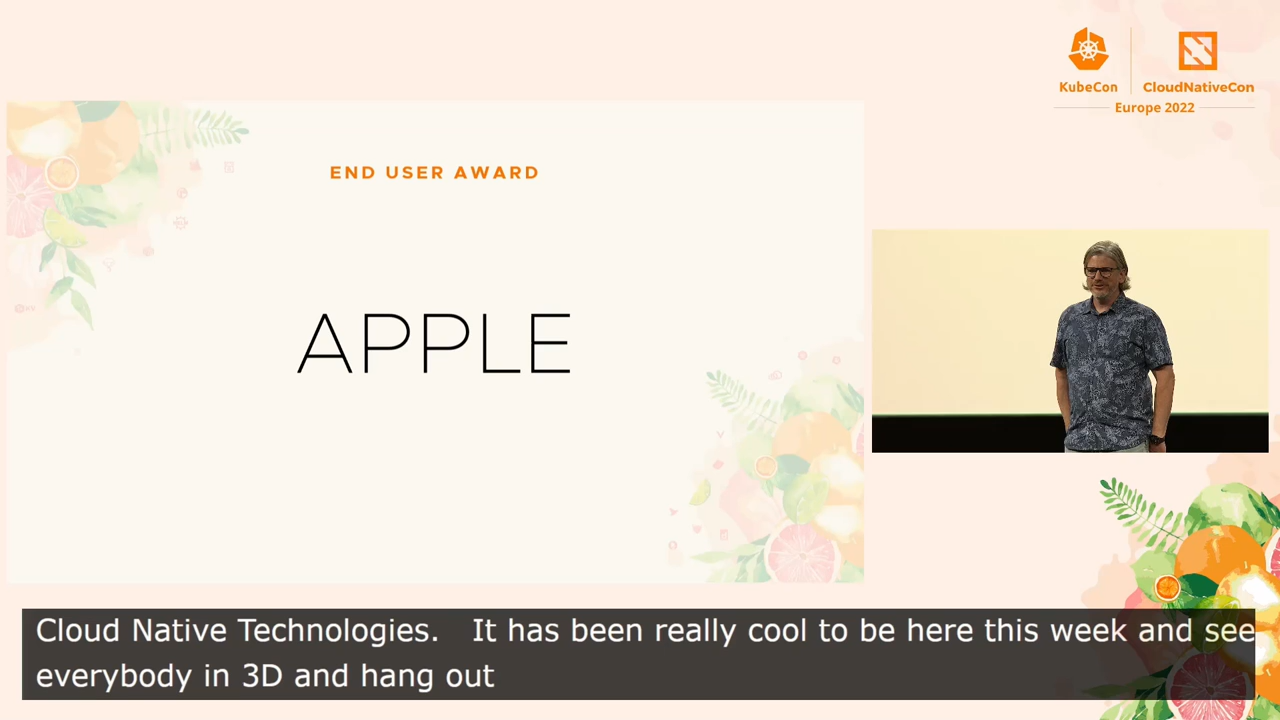 KubeCon
CloudNativeCon
Europe 2022
END USER AWARD
APPLE
Cloud Native Technologies. It has been really cool to be here this week and see
everybody in 3D and hang out